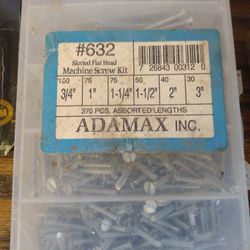 #632
Slotted Flat Head
Machine Screw Kit
7 26843 00312 0
100 75 75 50 40 30
3/4" 1" 1-1/4" 1-1/2" 2" 3"
370 PCS. ASSORTED LENGTHS
ADAMAX INC.